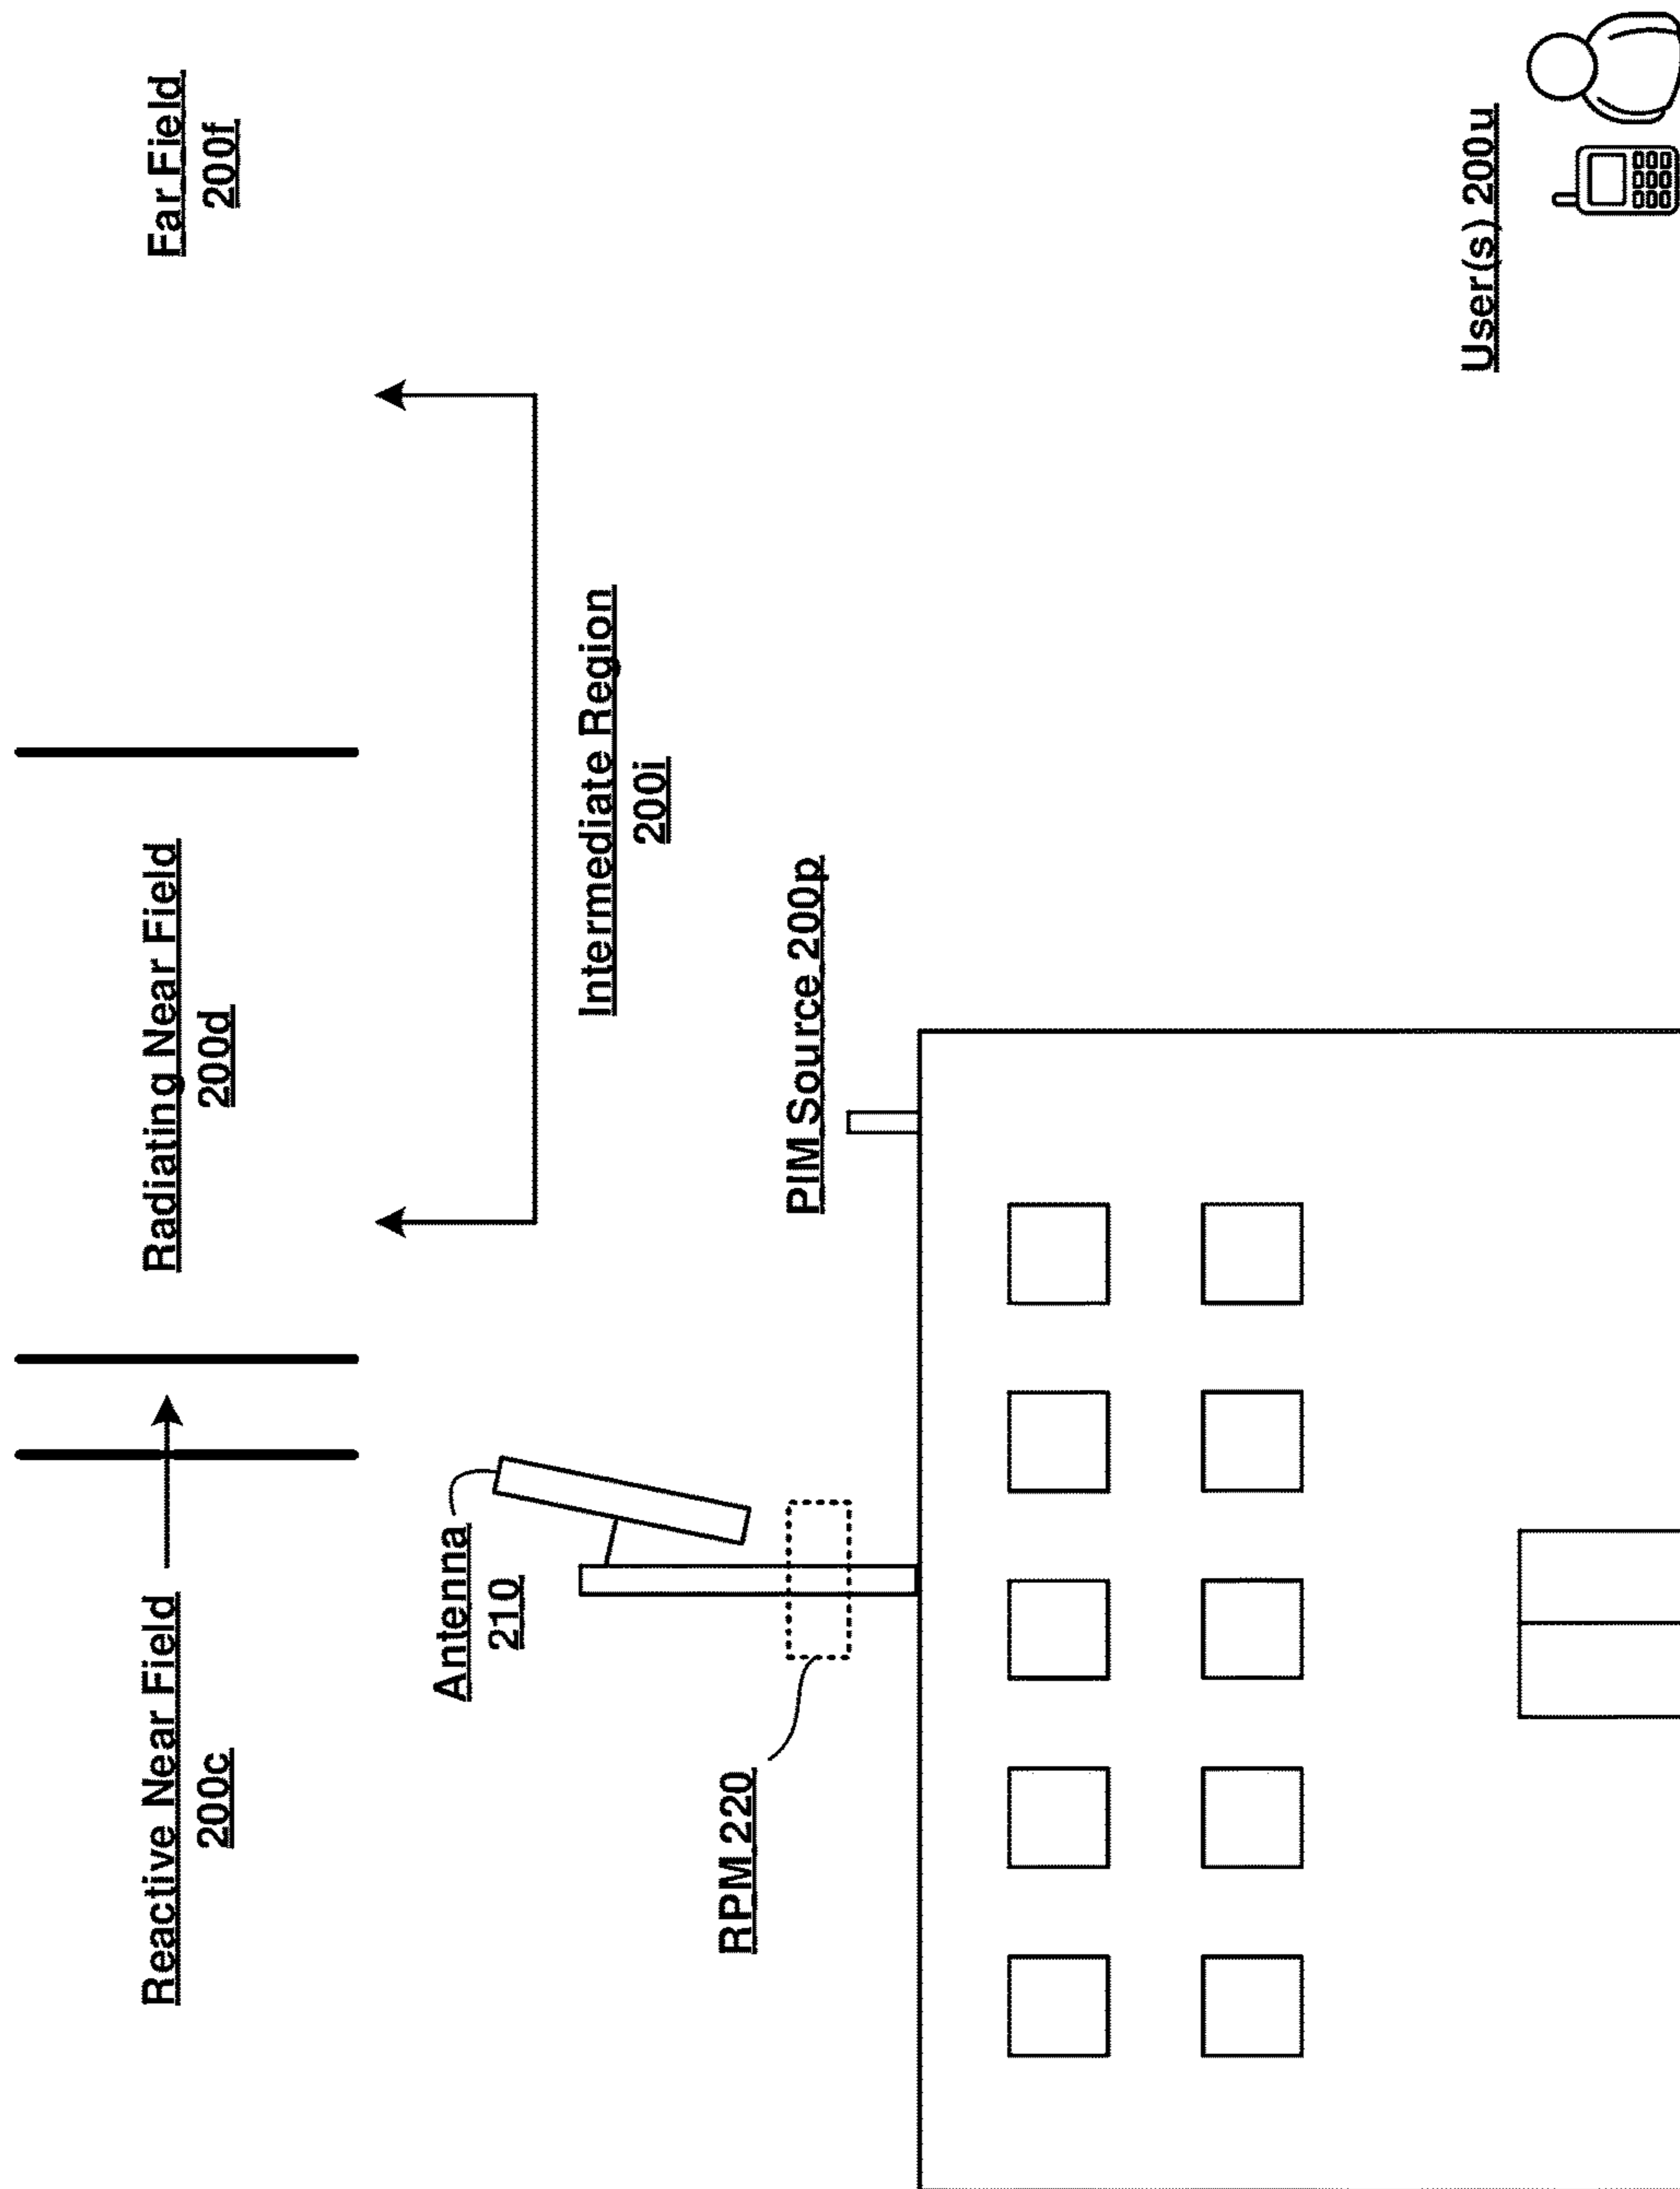 Reactive Near Field
200c
Radiating Near Field
200d
Far Field
200f
Antenna
210
Intermediate Region
200i
RPM 220
PIM Source 200p
User(s) 200u